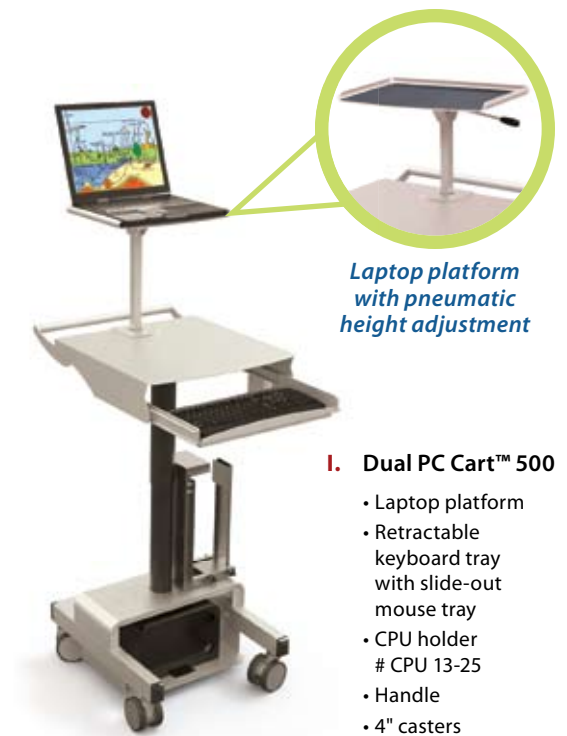 Laptop platform
with pneumatic
height adjustment
I. Dual PC Cart™ 500
• Laptop platform
• Retractable
keyboard tray
with slide-out
mouse tray
• CPU holder
# CPU 13-25
• Handle
• 4" casters